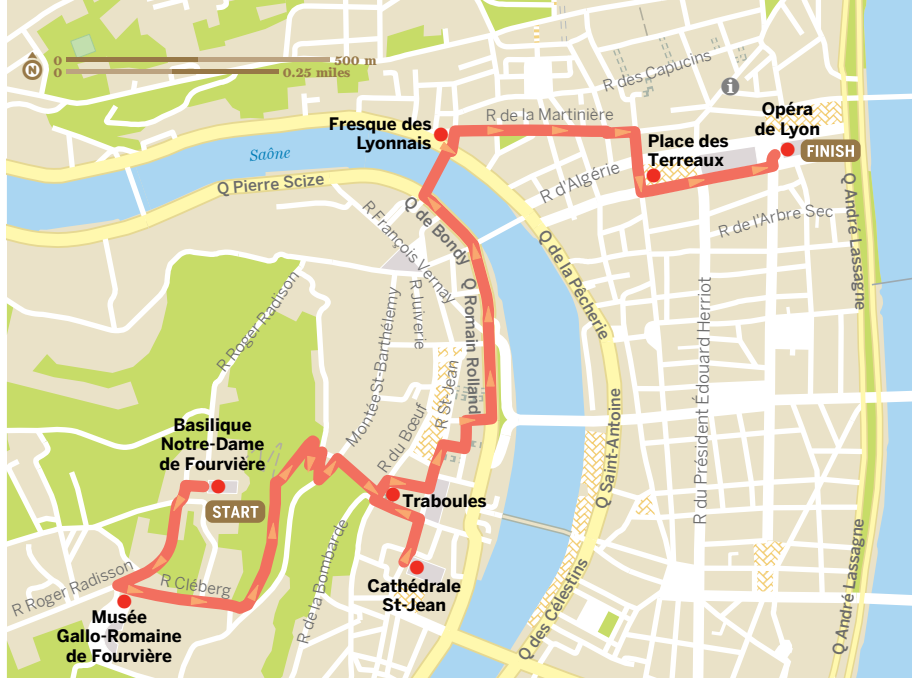 N
0 500 m
0 0.25 miles
R des Capucins
i
R de la Martinière
Opéra
de Lyon
FINISH
Fresque des
Lyonnais
Place des
Terreaux
Saône
Q Pierre Scize
R d'Algérie
Q André Lassagne
R de l'Arbre Sec
Q de Bondy
R François Vernay
Q de la Pêcherie
R Roger Radison
Montée St-Barthélemy
R Juiverie
Q Romain Rolland
R du Président Édouard Herriot
R St-Jean
R du Bœuf
Q Saint-Antoine
Basilique
Notre-Dame
de Fourvière
START
Traboules
R de la Bombarde
Q André Lassagne
R Roger Radisson
R Cléberg
Cathédrale
St-Jean
Q des Célestins
Musée
Gallo-Romaine
de Fourvière